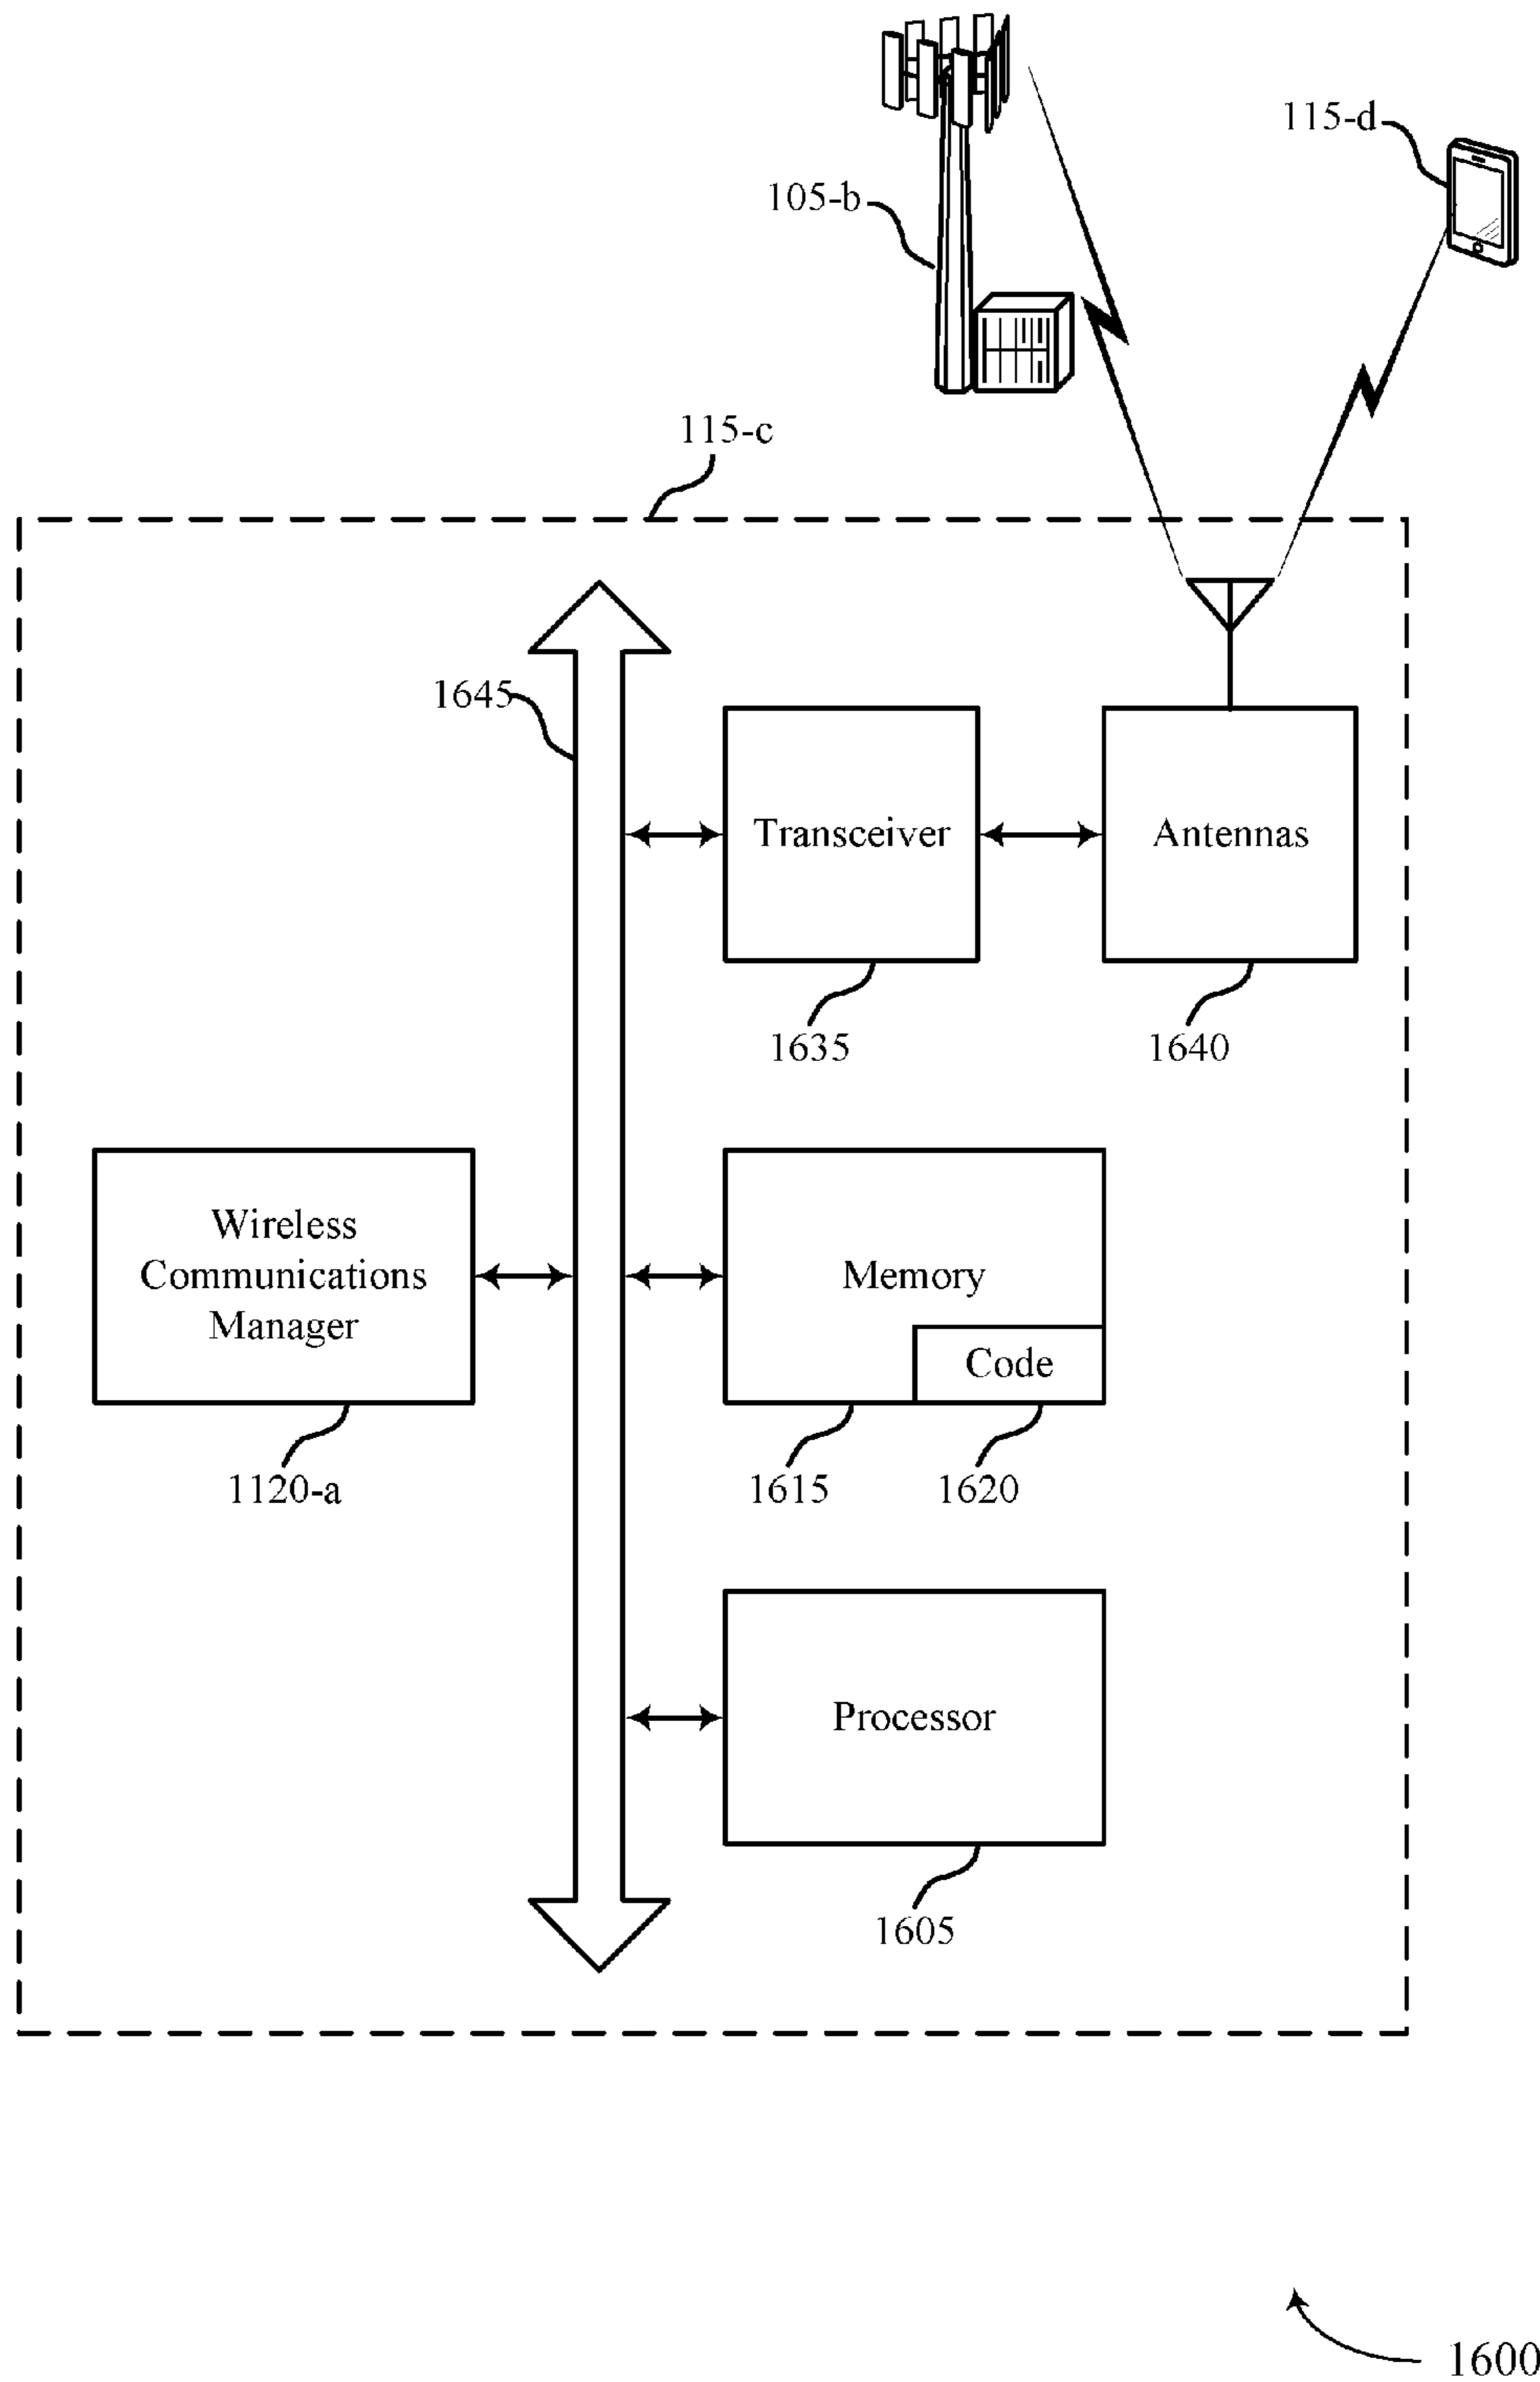 115-d
105-b
115-c
1645
Transceiver
Antennas
1635
1640
Wireless
Communications
Manager
Memory
Code
1120-a
1615
1620
Processor
1605
1600